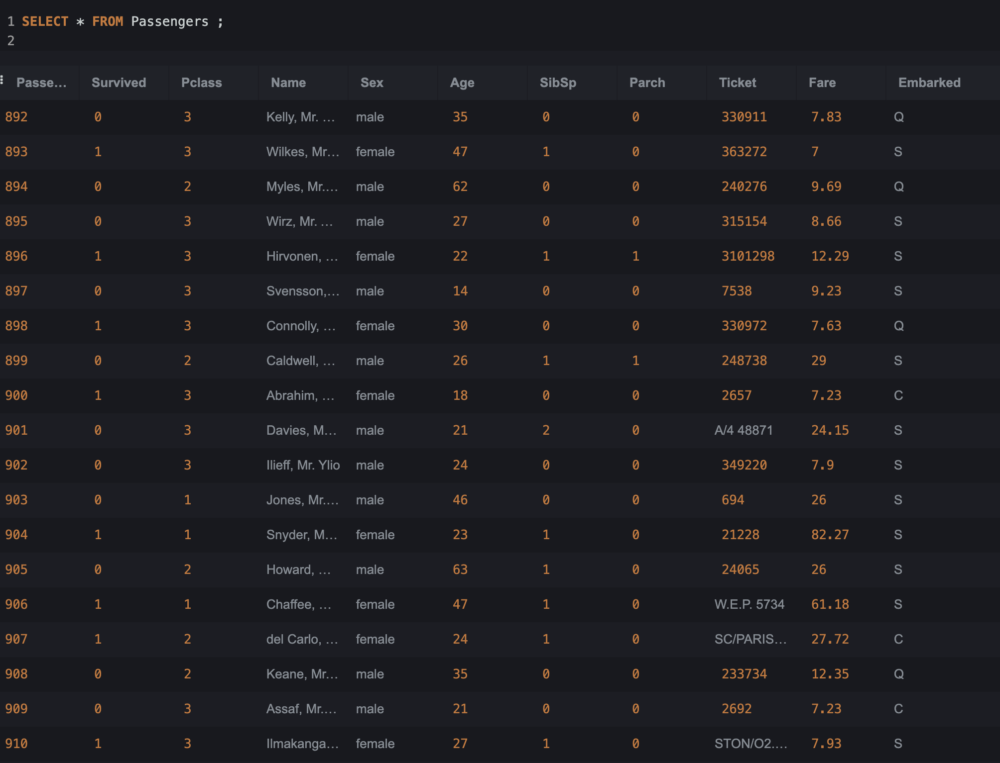 1 SELECT * FROM Passengers ;
2
Passe... Survived Pclass Name Sex Age SibSp Parch Ticket Fare Embarked
892 0 3 Kelly, Mr. ... male 35 0 0 330911 7.83 Q
893 1 3 Wilkes, Mr... female 47 1 0 363272 7 S
894 0 2 Myles, Mr.... male 62 0 0 240276 9.69 Q
895 0 3 Wirz, Mr. ... male 27 0 0 315154 8.66 S
896 1 3 Hirvonen, ... female 22 1 1 3101298 12.29 S
897 0 3 Svensson,... male 14 0 0 7538 9.23 S
898 1 3 Connolly, ... female 30 0 0 330972 7.63 Q
899 0 2 Caldwell, ... male 26 1 1 248738 29 S
900 1 3 Abrahim, ... female 18 0 0 2657 7.23 C
901 0 3 Davies, M... male 21 2 0 A/4 48871 24.15 S
902 0 3 Ilieff, Mr. Ylio male 24 0 0 349220 7.9 S
903 0 1 Jones, Mr.... male 46 0 0 694 26 S
904 1 1 Snyder, M... female 23 1 0 21228 82.27 S
905 0 2 Howard, ... male 63 1 0 24065 26 S
906 1 1 Chaffee, ... female 47 1 0 W.E.P. 5734 61.18 S
907 1 2 del Carlo, ... female 24 1 0 SC/PARIS... 27.72 C
908 0 2 Keane, Mr... male 35 0 0 233734 12.35 Q
909 0 3 Assaf, Mr.... male 21 0 0 2692 7.23 C
910 1 3 Ilmakanga... female 27 1 0 STON/O2.... 7.93 S